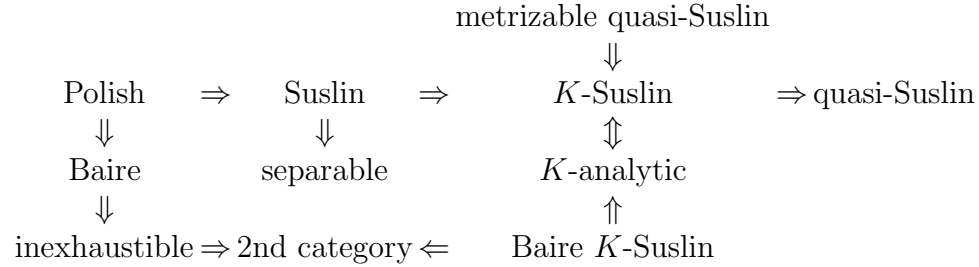 metrizable quasi-Suslin
⇓
Polish ⇒ Suslin ⇒ K-Suslin ⇒ quasi-Suslin
⇓ ⇓ ⇕
Baire separable K-analytic
⇓ ⇑
inexhaustible ⇒ 2nd category ⇐ Baire K-Suslin